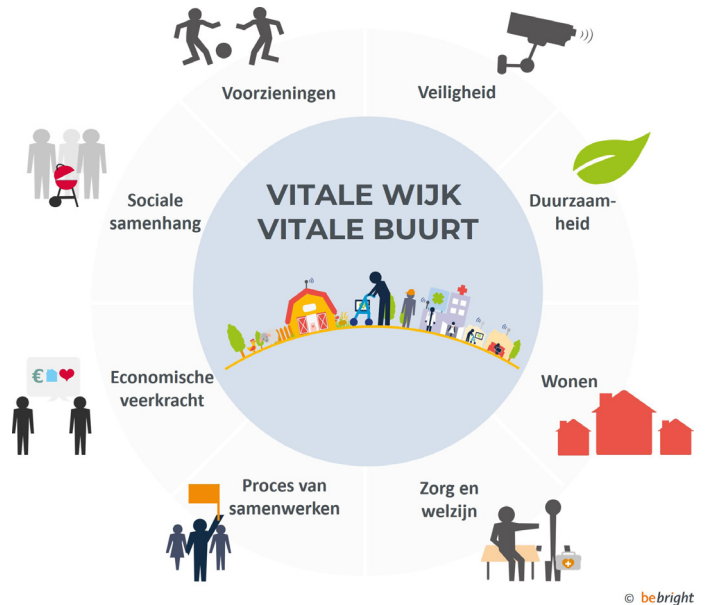 VITALE WIJK
VITALE BUURT
Voorzieningen
Veiligheid
Duurzaam-
heid
Wonen
Zorg en
welzijn
Proces van
samenwerken
Economische
veerkracht
€
Sociale
samenhang
© bebright